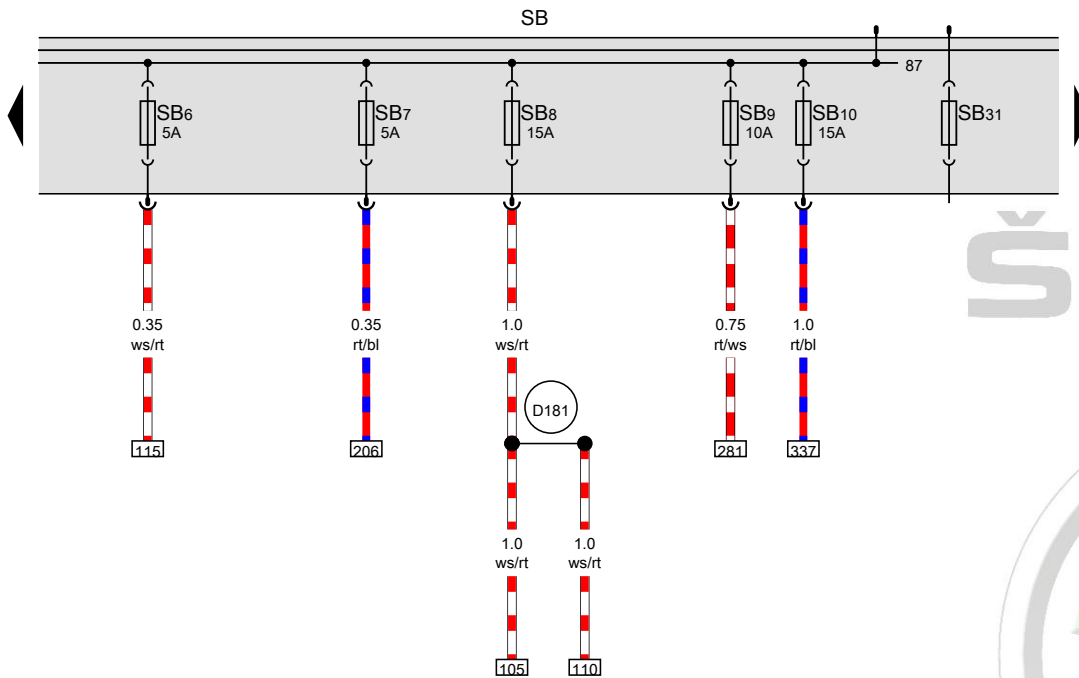 SB
87
SB6 SB7 SB8 SB9 SB10 SB31
5A 5A 15A 10A 15A
0.35 0.35 1.0 0.75 1.0
ws/rt rt/bl ws/rt rt/ws rt/bl
D181
115 206 281 337
1.0 1.0
ws/rt ws/rt
105 110
Š